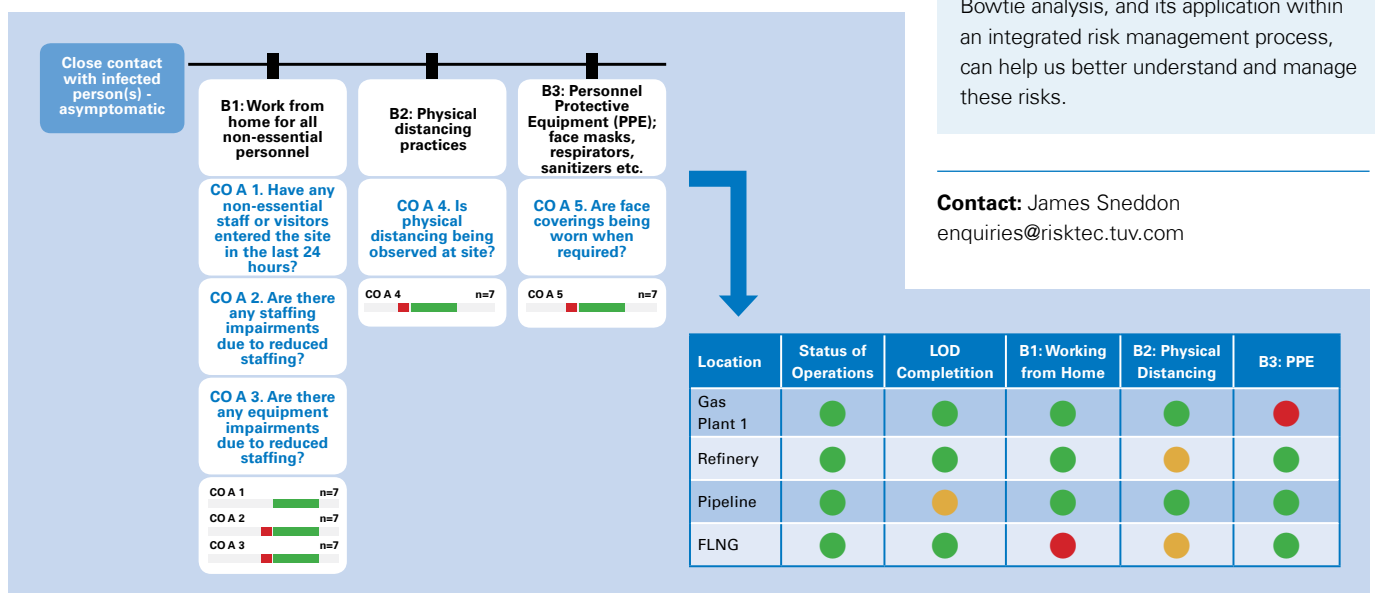 Bowtie analysis, and its application within
an integrated risk management process,
can help us better understand and manage
these risks.
Contact: James Sneddon
enquiries@risktec.tuv.com
Close contact
with infected
person(s) -
asymptomatic
B1: Work from
home for all
non-essential
personnel
B2: Physical
distancing
practices
B3: Personnel
Protective
Equipment (PPE);
face masks,
respirators,
sanitizers etc.
CO A 1. Have any
non-essential
staff or visitors
entered the site
in the last 24
hours?
CO A 4. Is
physical
distancing being
observed at site?
CO A 5. Are face
coverings being
worn when
required?
CO A 4 n=7
CO A 5 n=7
CO A 2. Are there
any staffing
impairments
due to reduced
staffing?
CO A 3. Are there
any equipment
impairments
due to reduced
staffing?
CO A 1 n=7
CO A 2 n=7
CO A 3 n=7
Location
Status of
Operations
LOD
Completition
B1: Working
from Home
B2: Physical
Distancing
B3: PPE
Gas
Plant 1
Refinery
Pipeline
FLNG